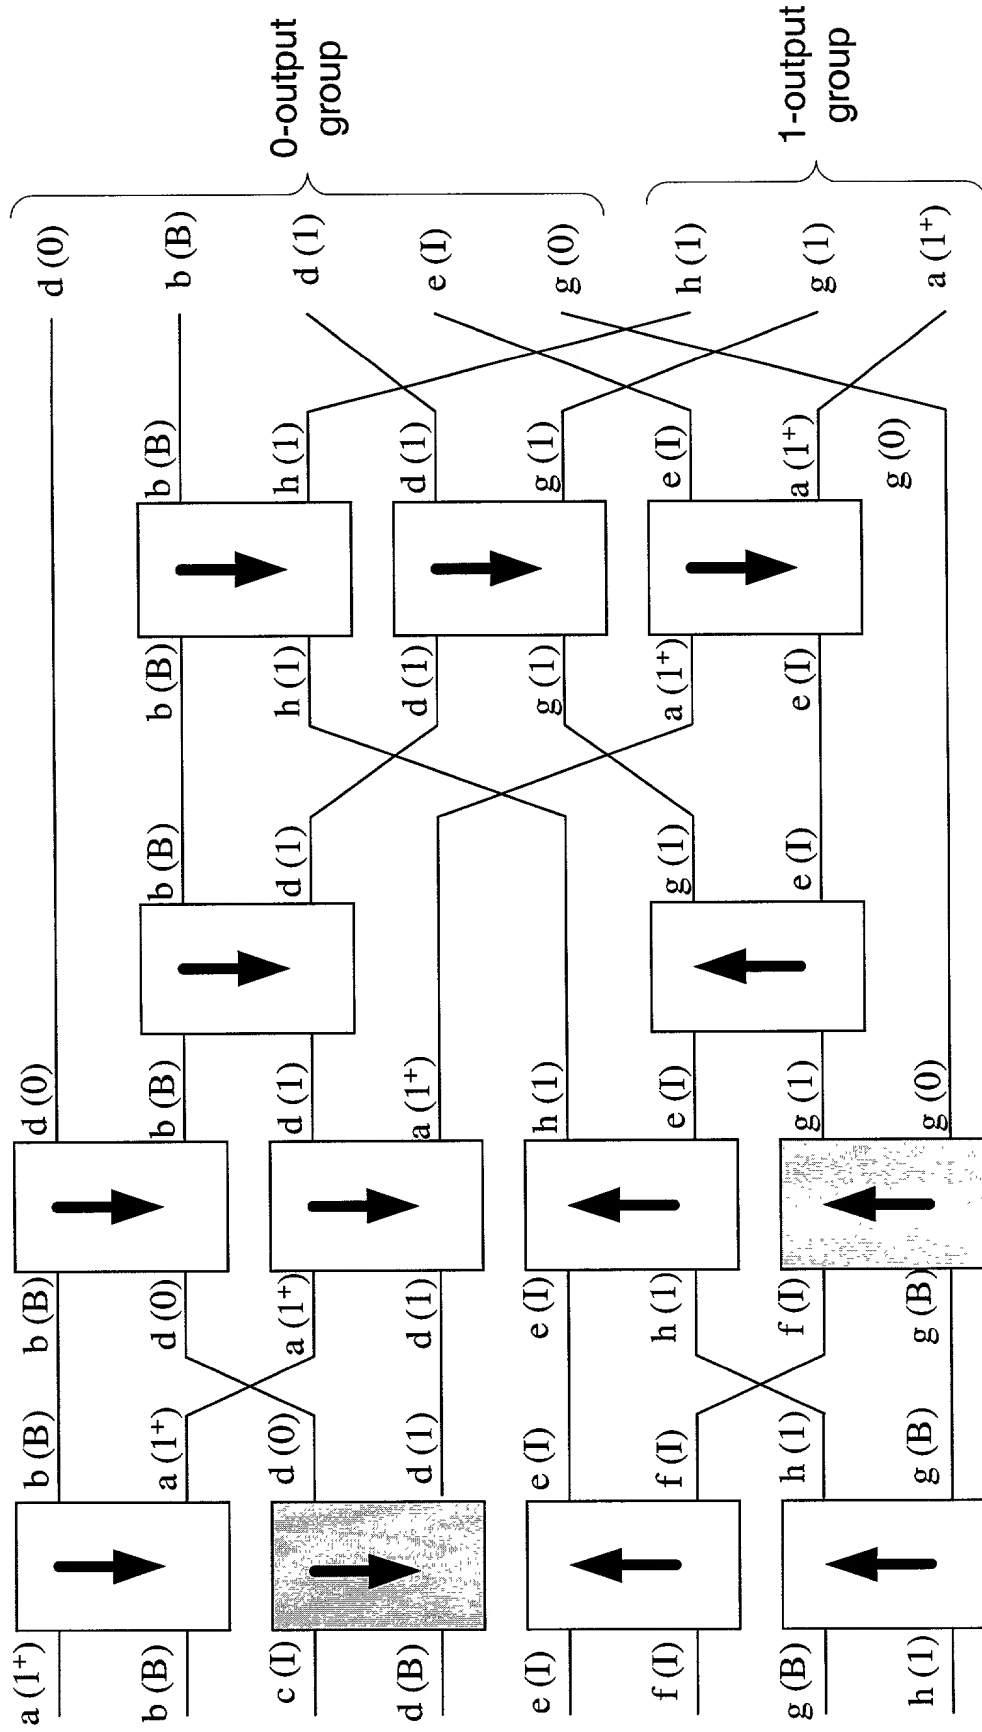 a (1+)
b (B)
c (I)
d (B)
e (I)
f (I)
g (B)
h (1)
b (B)
a (1+)
d (0)
d (1)
e (I)
f (I)
h (1)
g (B)
b (B)
d (0)
a (1+)
d (1)
e (I)
h (1)
f (I)
g (B)
d (0)
b (B)
d (1)
a (1+)
h (1)
e (I)
g (1)
g (0)
b (B)
d (1)
g (1)
e (I)
b (B)
h (1)
d (1)
g (1)
a (1+)
e (I)
b (B)
h (1)
d (1)
g (1)
e (I)
a (1+)
g (0)
d (0)
b (B)
d (1)
e (I)
g (0)
h (1)
g (1)
a (1+)
0-output
group
1-output
group